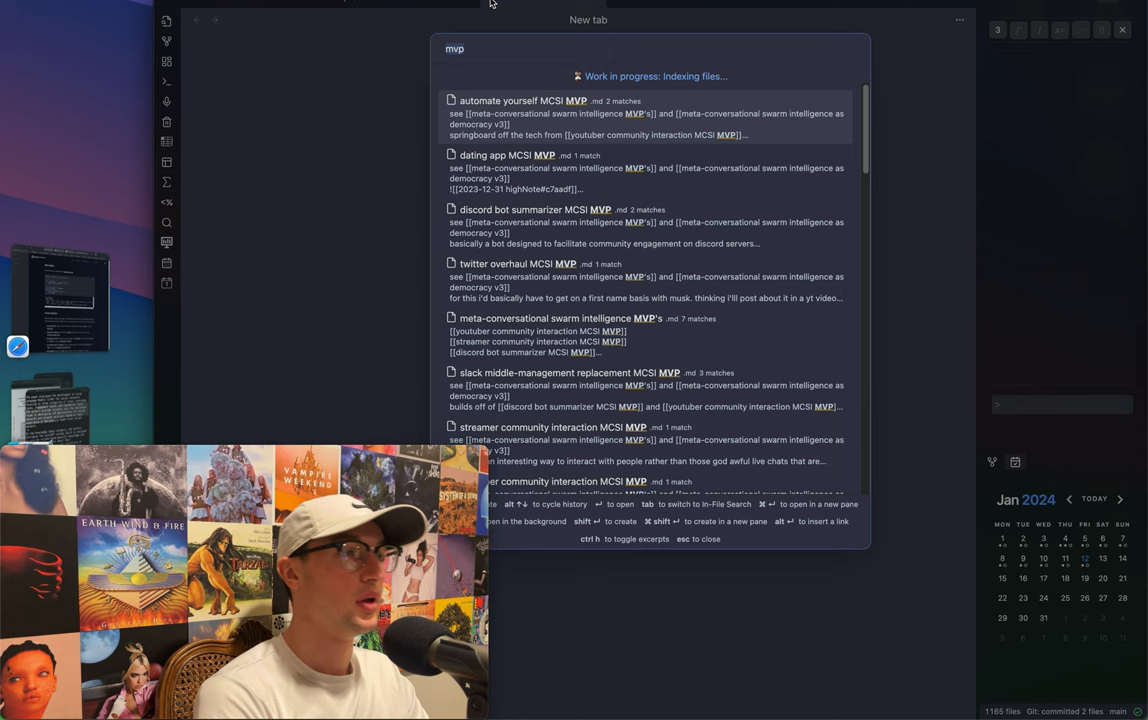 New tab
mvp
Work in progress: Indexing files...
automate yourself MCSI MVP .md 2 matches
see [[meta-conversational swarm intelligence MVP's]] and [[meta-conversational swarm intelligence as
democracy v3]]
springboard off the tech from [[youtuber community interaction MCSI MVP]]...
dating app MCSI MVP .md 1 match
see [[meta-conversational swarm intelligence MVP's]] and [[meta-conversational swarm intelligence as
democracy v3]]
![[2023-12-31 highNote#c7aadf]]...
discord bot summarizer MCSI MVP .md 2 matches
see [[meta-conversational swarm intelligence MVP's]] and [[meta-conversational swarm intelligence as
democracy v3]]
basically a bot designed to facilitate community engagement on discord servers...
twitter overhaul MCSI MVP .md 1 match
see [[meta-conversational swarm intelligence MVP's]] and [[meta-conversational swarm intelligence as
democracy v3]]
for this i'd basically have to get on a first name basis with musk. thinking i'll post about it in a yt video...
meta-conversational swarm intelligence MVP's .md 7 matches
[[youtuber community interaction MCSI MVP]]
[[streamer community interaction MCSI MVP]]
[[discord bot summarizer MCSI MVP]]...
slack middle-management replacement MCSI MVP .md 3 matches
see [[meta-conversational swarm intelligence MVP's]] and [[meta-conversational swarm intelligence as
democracy v3]]
builds off of [[discord bot summarizer MCSI MVP]] and [[youtuber community interaction MCSI MVP]...
streamer community interaction MCSI MVP .md 1 match
see [[meta-conversational swarm intelligence MVP's]] and [[meta-conversational swarm intelligence as
democracy v3]]
interesting way to interact with people rather than those god awful live chats that are...
community interaction MCSI MVP .md 1 match
alt ↑↓ to cycle history ↵ to open tab to switch to In-File Search ⌘ ↵ to open in a new pane
in the background shift ↵ to create ⌘ shift ↵ to create in a new pane alt ↵ to insert a link
ctrl h to toggle excerpts esc to close
3
>
Jan 2024 TODAY
MON TUE WED THU FRI SAT SUN
1 2 3 4 5 6 7
8 9 10 11 12 13 14
15 16 17 18 19 20 21
22 23 24 25 26 27 28
29 30 31 1 2 3 4
5 6 7 8 9 10 11
1165 files Git: committed 2 files main
VAMPIRE
WEEKEND
EARTH WIND & FIRE
TARZAN